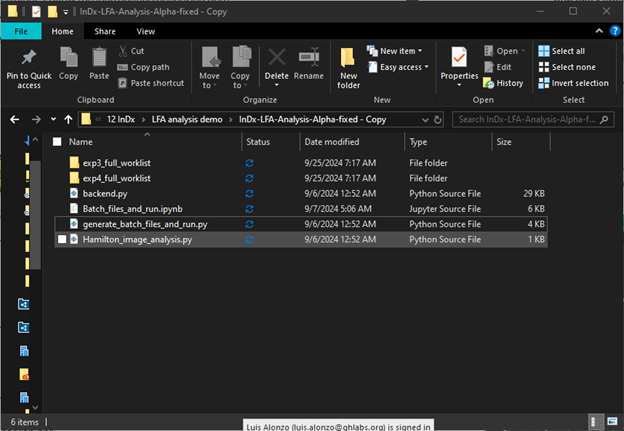 InDx-LFA-Analysis-Alpha-fixed - Copy
File Home Share View
Pin to Quick access
Copy
Paste
Cut
Copy path
Paste shortcut
Clipboard
Move to
Copy to
Delete
Rename
Organize
New folder
New item
Easy access
New
Properties
Open
Edit
History
Open
Select all
Select none
Invert selection
Select
12 InDx > LFA analysis demo > InDx-LFA-Analysis-Alpha-fixed - Copy
Search InDx-LFA-Analysis-Alpha-f...
Name Status Date modified Type Size
exp3_full_worklist 9/25/2024 7:17 AM File folder
exp4_full_worklist 9/25/2024 7:17 AM File folder
backend.py 9/6/2024 12:52 AM Python Source File 29 KB
Batch_files_and_run.ipynb 9/7/2024 5:06 AM Jupyter Source File 6 KB
generate_batch_files_and_run.py 9/6/2024 12:52 AM Python Source File 4 KB
Hamilton_image_analysis.py 9/6/2024 12:52 AM Python Source File 1 KB
6 items
Luis Alonzo (luis.alonzo@ghlabs.org) is signed in